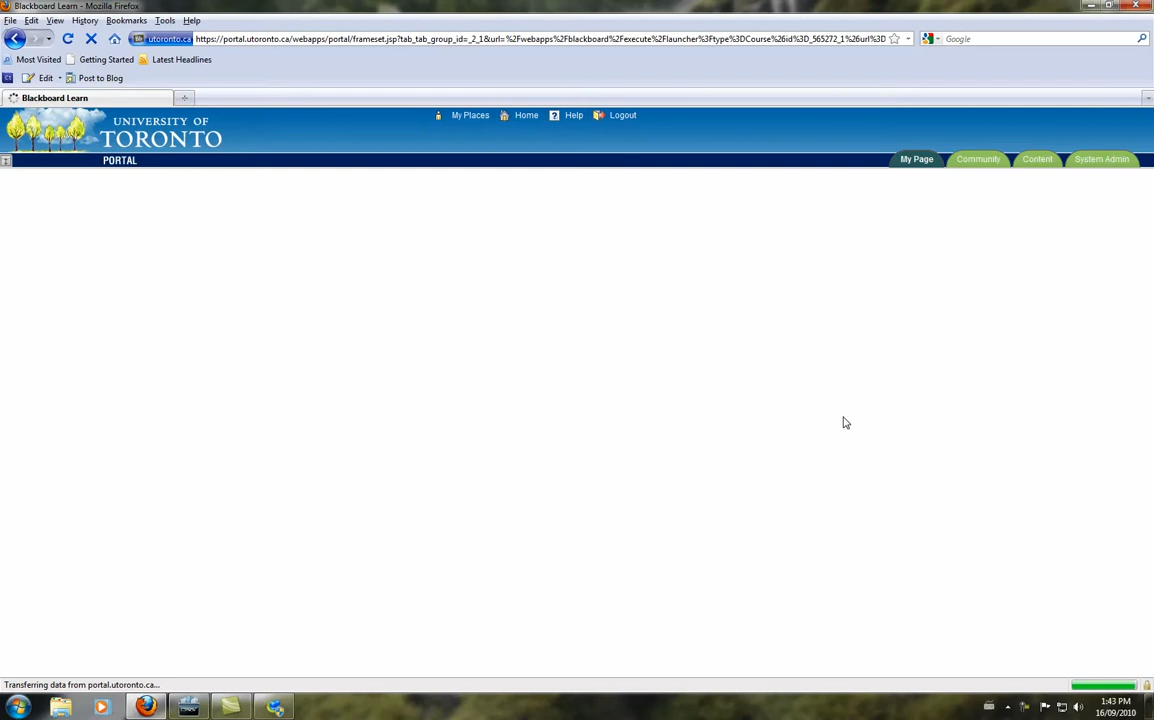 Blackboard Learn - Mozilla Firefox
File Edit View History Bookmarks Tools Help
utoronto.ca https://portal.utoronto.ca/webapps/portal/frameset.jsp?tab_tab_group_id=_2_1&url=%2Fwebapps%2Fblackboard%2Fexecute%2Flauncher%3Ftype%3DCourse%26id%3D_565272_1%26url%3D
Google
Most Visited Getting Started Latest Headlines
Edit Post to Blog
Blackboard Learn
UNIVERSITY OF
TORONTO
My Places Home Help Logout
PORTAL
My Page Community Content System Admin
Transferring data from portal.utoronto.ca...
1:43 PM
16/09/2010